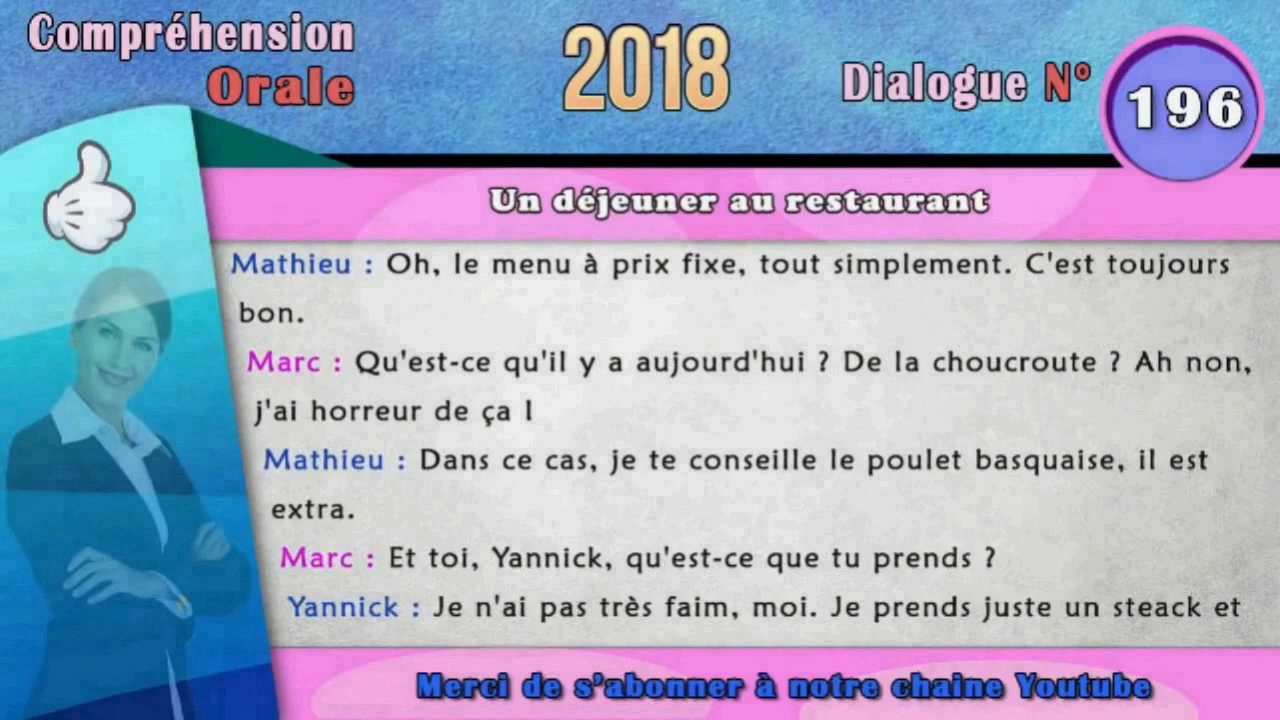 Compréhension
Orale
2018
Dialogue N°
196
Un déjeuner au restaurant
Mathieu : Oh, le menu à prix fixe, tout simplement. C'est toujours
bon.
Marc : Qu'est-ce qu'il y a aujourd'hui ? De la choucroute ? Ah non,
j'ai horreur de ça l
Mathieu : Dans ce cas, je te conseille le poulet basquaise, il est
extra.
Marc : Et toi, Yannick, qu'est-ce que tu prends ?
Yannick : Je n'ai pas très faim, moi. Je prends juste un steack et
Merci de s'abonner à notre chaine Youtube